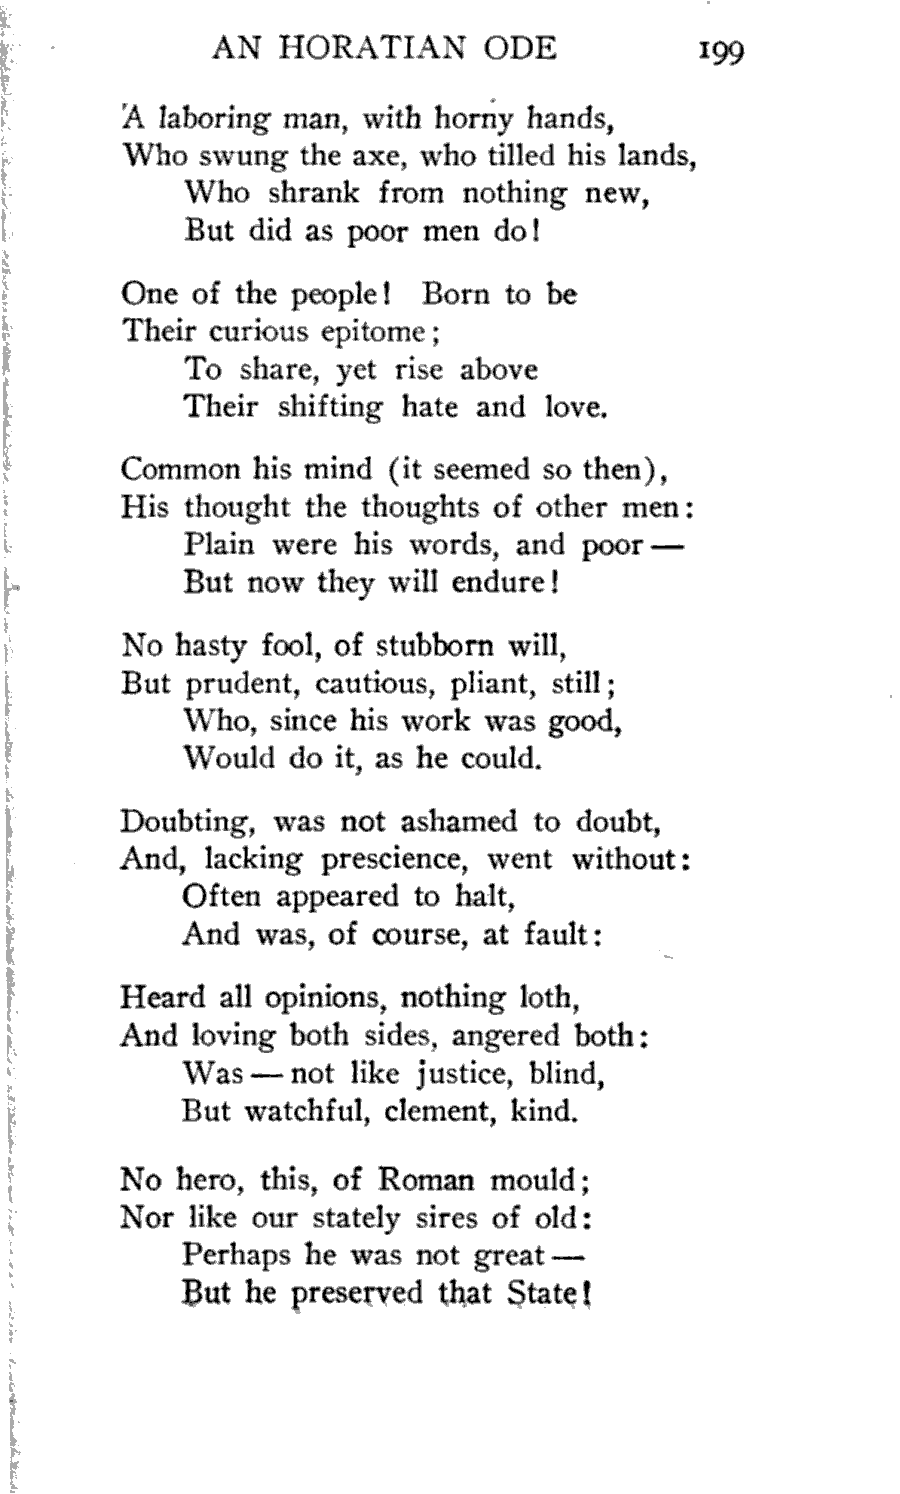 AN HORATIAN ODE 199
A laboring man, with horny hands,
Who swung the axe, who tilled his lands,
Who shrank from nothing new,
But did as poor men do!
One of the people! Born to be
Their curious epitome;
To share, yet rise above
Their shifting hate and love.
Common his mind (it seemed so then),
His thought the thoughts of other men:
Plain were his words, and poor—
But now they will endure!
No hasty fool, of stubborn will,
But prudent, cautious, pliant, still;
Who, since his work was good,
Would do it, as he could.
Doubting, was not ashamed to doubt,
And, lacking prescience, went without:
Often appeared to halt,
And was, of course, at fault:
Heard all opinions, nothing loth,
And loving both sides, angered both:
Was—not like justice, blind,
But watchful, clement, kind.
No hero, this, of Roman mould;
Nor like our stately sires of old:
Perhaps he was not great—
But he preserved that State!